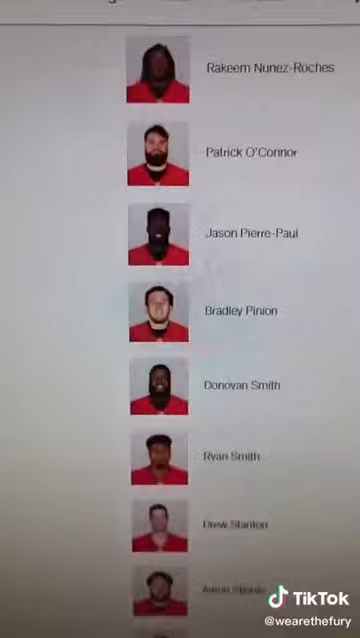 Rakeem Nunez-Roches
Patrick O'Connor
Jason Pierre-Paul
Bradley Pinion
Donovan Smith
Ryan Smith
Drew Stanton
TikTok
@wearethefury